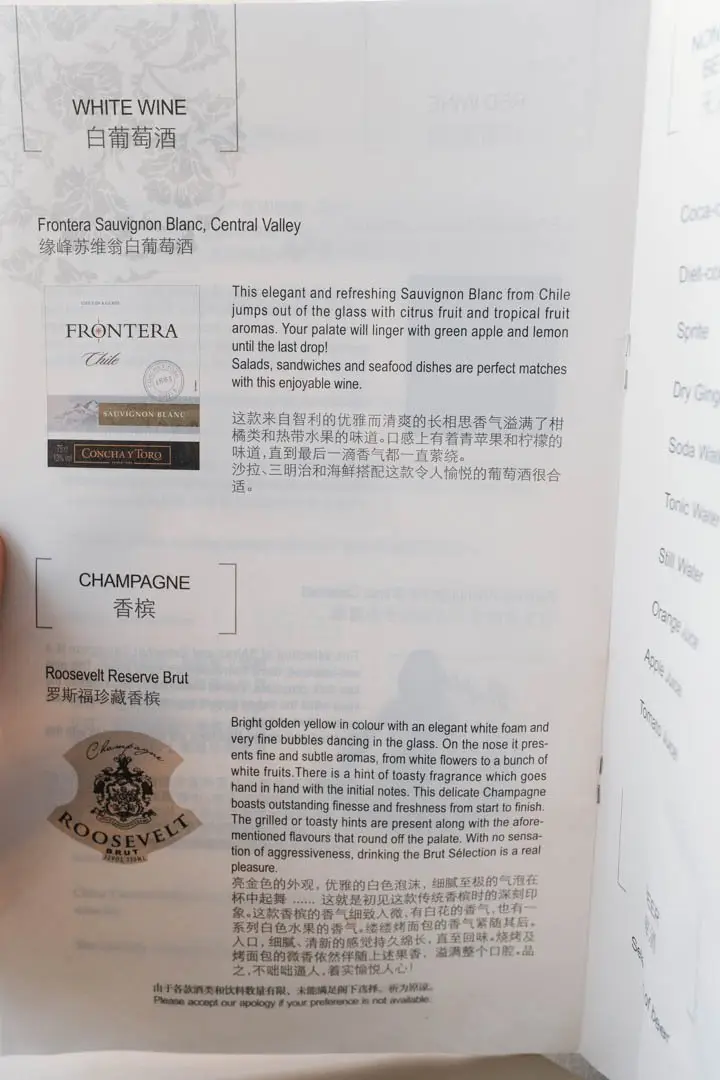 WHITE WINE
白葡萄酒
Frontera Sauvignon Blanc, Central Valley
缘峰苏维翁白葡萄酒
FRONTERA
Chile
1883
SAUVIGNON BLANC
75cl
13%vol
CONCHA Y TORO
This elegant and refreshing Sauvignon Blanc from Chile
jumps out of the glass with citrus fruit and tropical fruit
aromas. Your palate will linger with green apple and lemon
until the last drop!
Salads, sandwiches and seafood dishes are perfect matches
with this enjoyable wine.
这款来自智利的优雅而清爽的长相思香气溢满了柑
橘类和热带水果的味道。口感上有着青苹果和柠檬的
味道,直到最后一滴香气都一直萦绕。
沙拉、三明治和海鲜搭配这款令人愉悦的葡萄酒很合
适。
CHAMPAGNE
香槟
Roosevelt Reserve Brut
罗斯福珍藏香槟
Champagne
ROOSEVELT
BRUT
Bright golden yellow in colour with an elegant white foam and
very fine bubbles dancing in the glass. On the nose it pres-
ents fine and subtle aromas, from white flowers to a bunch of
white fruits.There is a hint of toasty fragrance which goes
hand in hand with the initial notes. This delicate Champagne
boasts outstanding finesse and freshness from start to finish.
The grilled or toasty hints are present along with the afore-
mentioned flavours that round off the palate. With no sensa-
tion of aggressiveness, drinking the Brut Sélection is a real
pleasure.
亮金色的外观, 优雅的白色泡沫, 细腻至极的气泡在
杯中起舞 ...... 这就是初见这款传统香槟时的深刻印
象。这款香槟的香气细致入微,有白花的香气,也有一
系列白色水果的香气。缕缕烤面包的香气紧随其后。
入口, 细腻、清新的感觉持久绵长, 直至回味。烧烤及
烤面包的微香依然伴随上述果香、溢满整个口腔。品
之,不咄咄逼人,着实愉悦人心!
由于各款酒类和饮料数量有限、未能满足阁下选择、祈为原谅。
Please accept our apology if your preference is not available.
Sprite
Dry Ging
Soda Wat
Tonic Water
Still Water
Orange Juice
Apple Juice
Tomato Juice
of beer